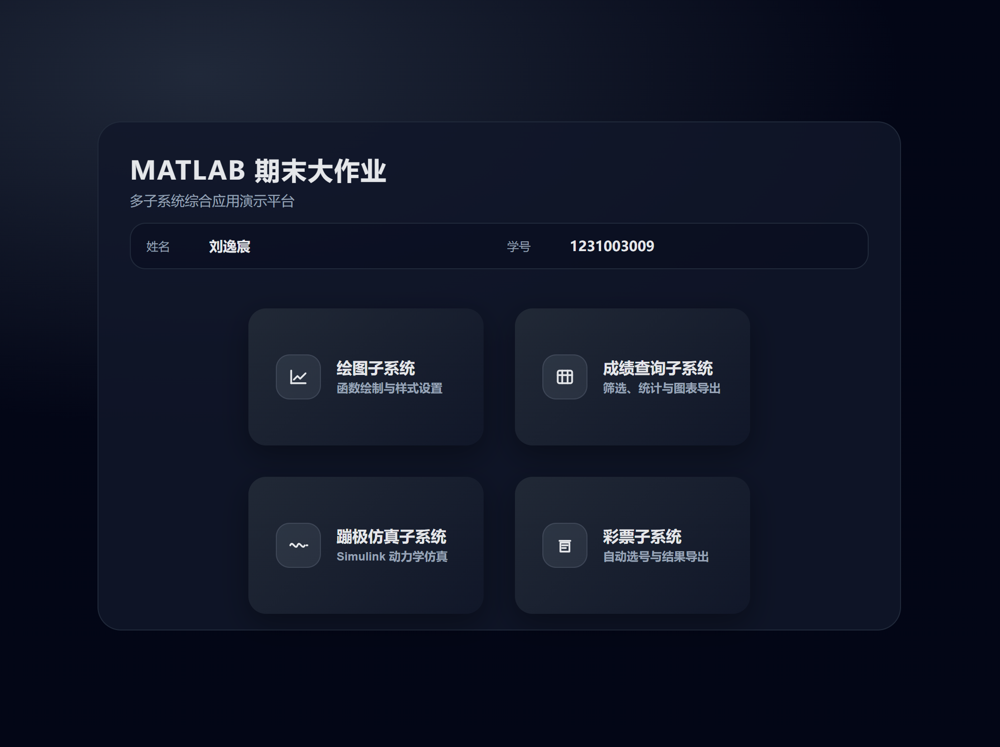 MATLAB 期末大作业
多子系统综合应用演示平台
姓名 刘逸宸 学号 1231003009
绘图子系统
函数绘制与样式设置
成绩查询子系统
筛选、统计与图表导出
蹦极仿真子系统
Simulink 动力学仿真
彩票子系统
自动选号与结果导出